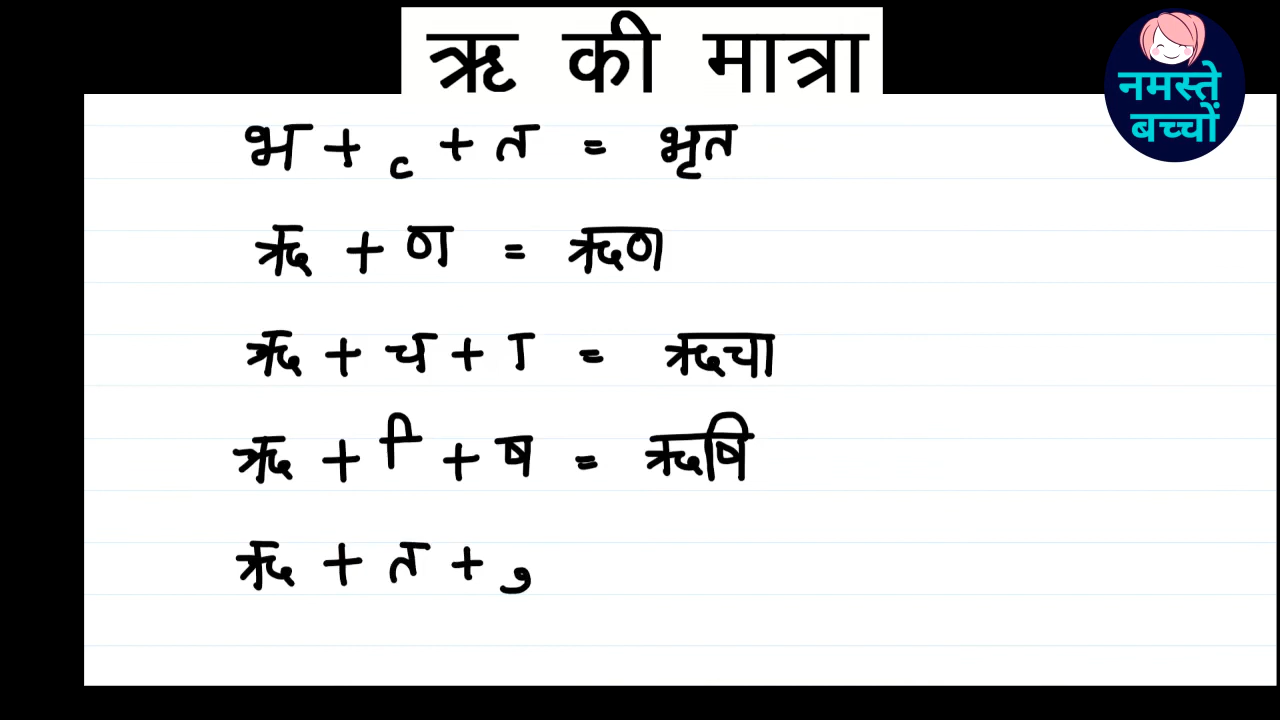 ऋ की मात्रा
नमस्ते
बच्चों
भ + ृ + त = भृत
ऋ + ण = ऋण
ऋ + च + ा = ऋचा
ऋ + ि + ष = ऋषि
ऋ + त + ु